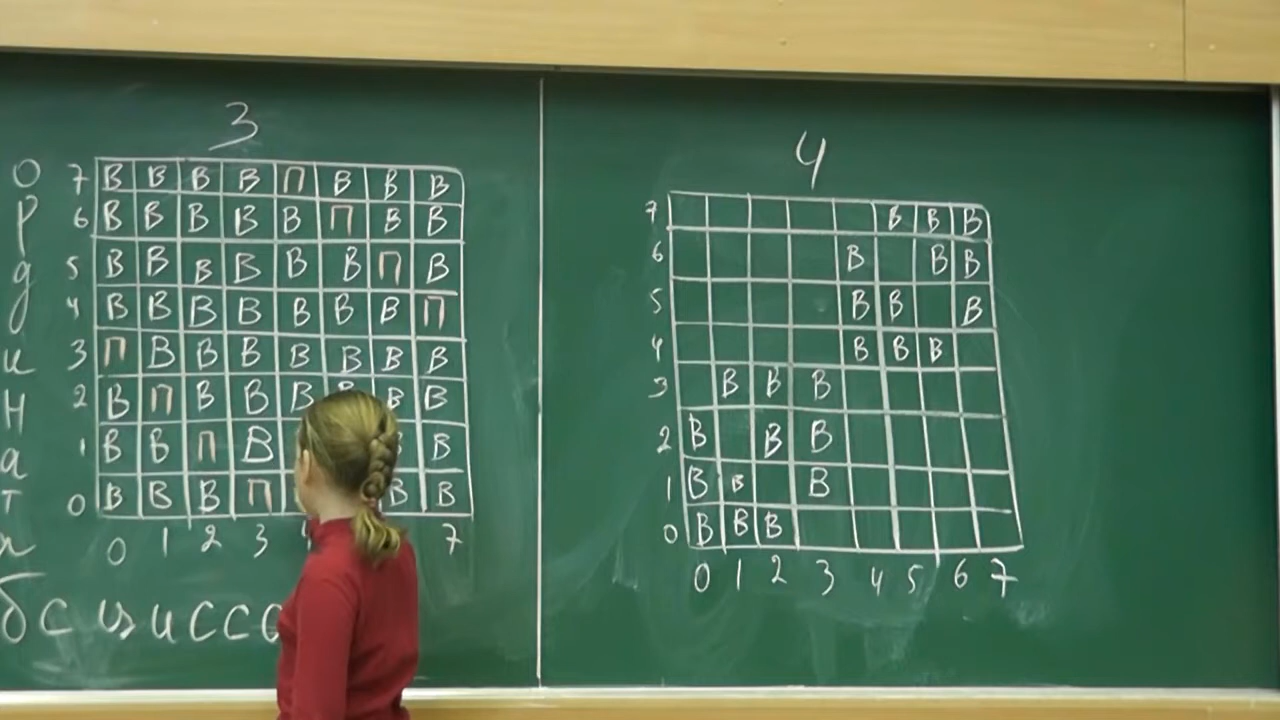 3
О 7 В В В В П В В В
р 6 В В В В В П В В
д 5 В В В В В В П В
и 4 В В В В В В В П
и 3 П В В В В В В В
н 2 В П В В В В В В
а 1 В В П В В
т 0 В В В П В В
0 1 2 3 7
4
7 В В В
6 В В В
5 В В В
4 В В В
3 В В В
2 В В В
1 В В В
0 В В В
0 1 2 3 4 5 6 7